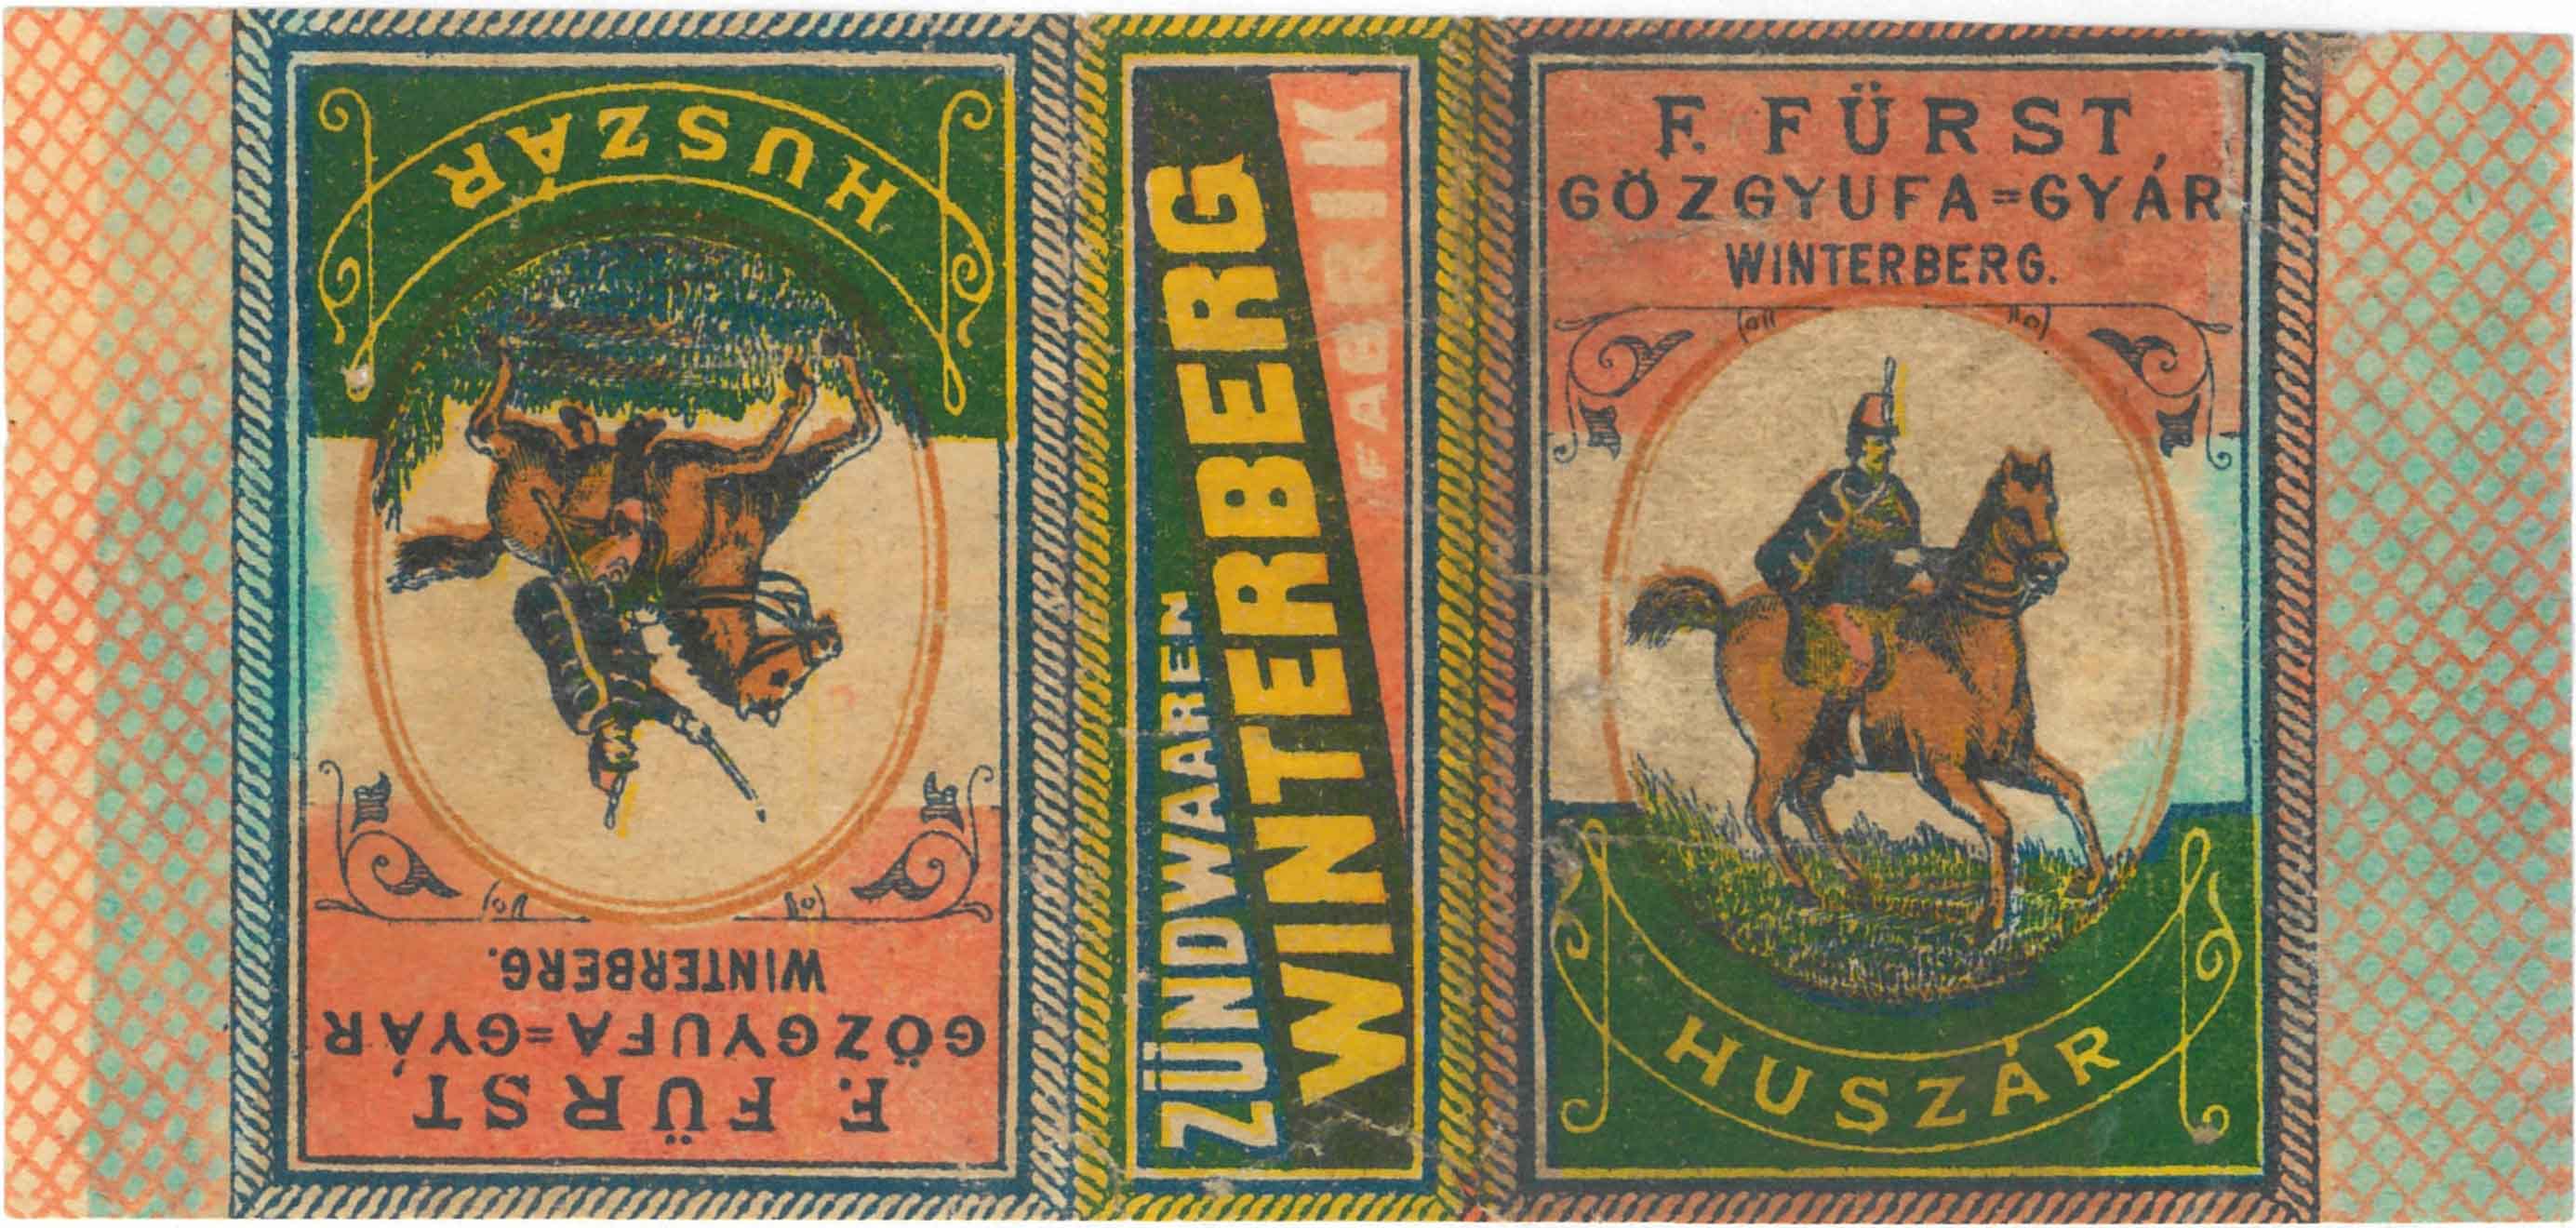 HUSZÁR
F. FÜRST
GÖZGYUFA=GYÁR
WINTERBERG.
ZÜNDWAAREN
WINTERBERG
FABRIK
F. FÜRST
GÖZGYUFA=GYÁR
WINTERBERG.
HUSZÁR